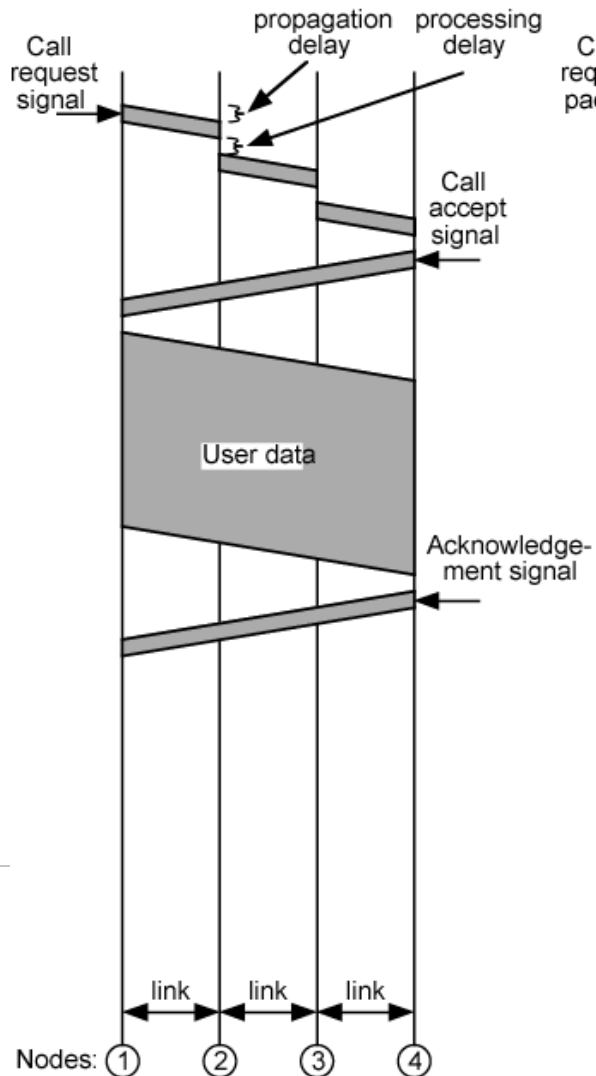 propagation
delay
processing
delay
Call
request
signal
Call
accept
signal
User data
Acknowledge-
ment signal
link
link
link
Nodes: 1 2 3 4